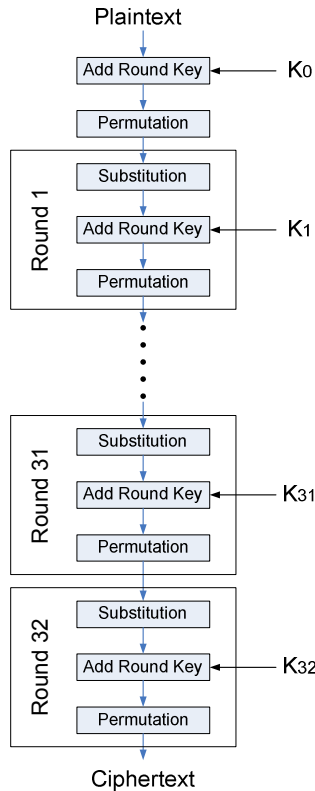 Plaintext
Add Round Key
K0
Permutation
Round 1
Substitution
Add Round Key
K1
Permutation
Round 31
Substitution
Add Round Key
K31
Permutation
Round 32
Substitution
Add Round Key
K32
Permutation
Ciphertext